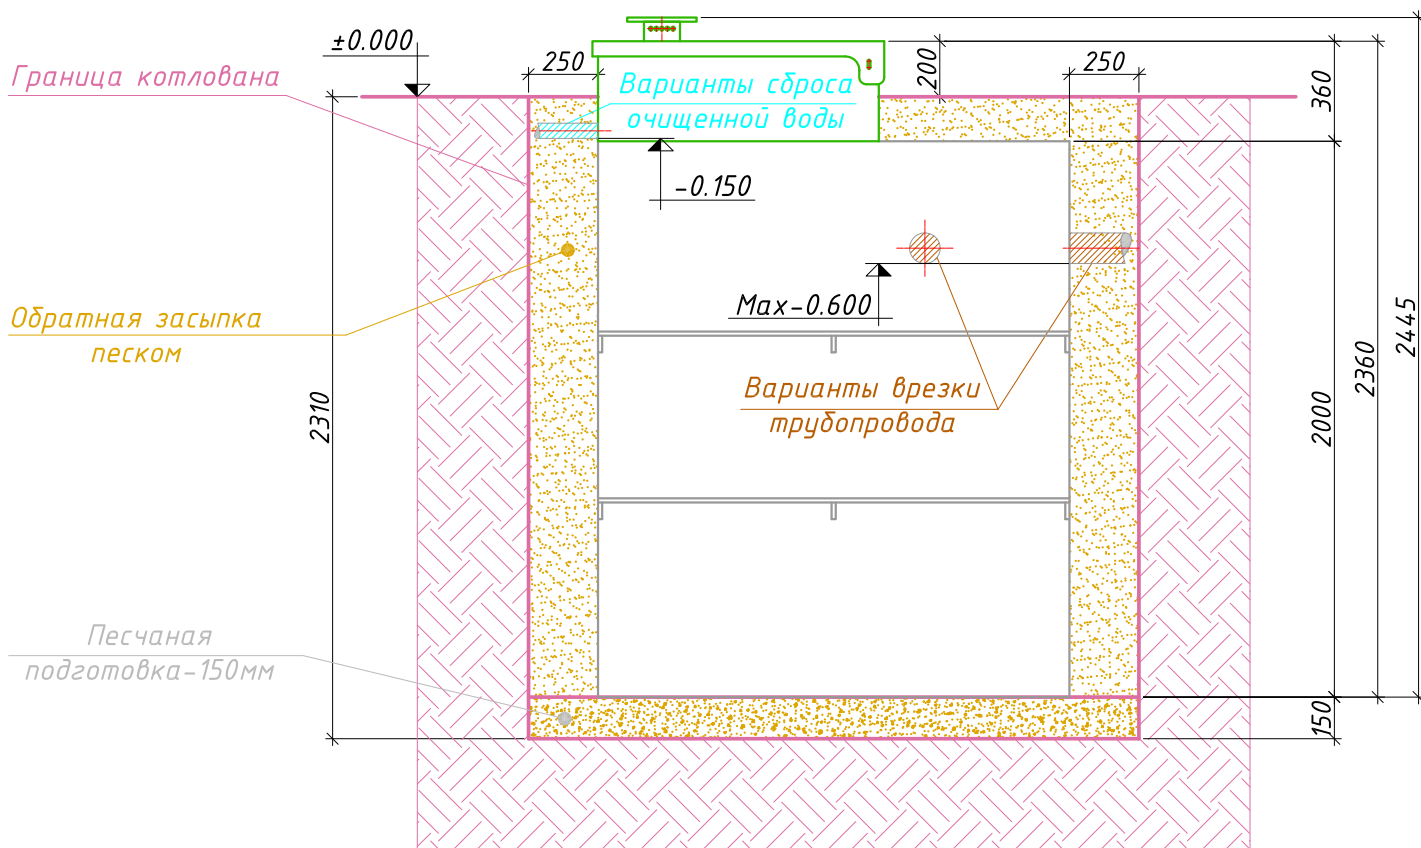 ±0.000
Граница котлована
250
Варианты сброса
очищенной воды
200
250
360
-0.150
Обратная засыпка
песком
Max-0.600
2445
2360
Варианты врезки
трубопровода
2310
2000
Песчаная
подготовка-150мм
150